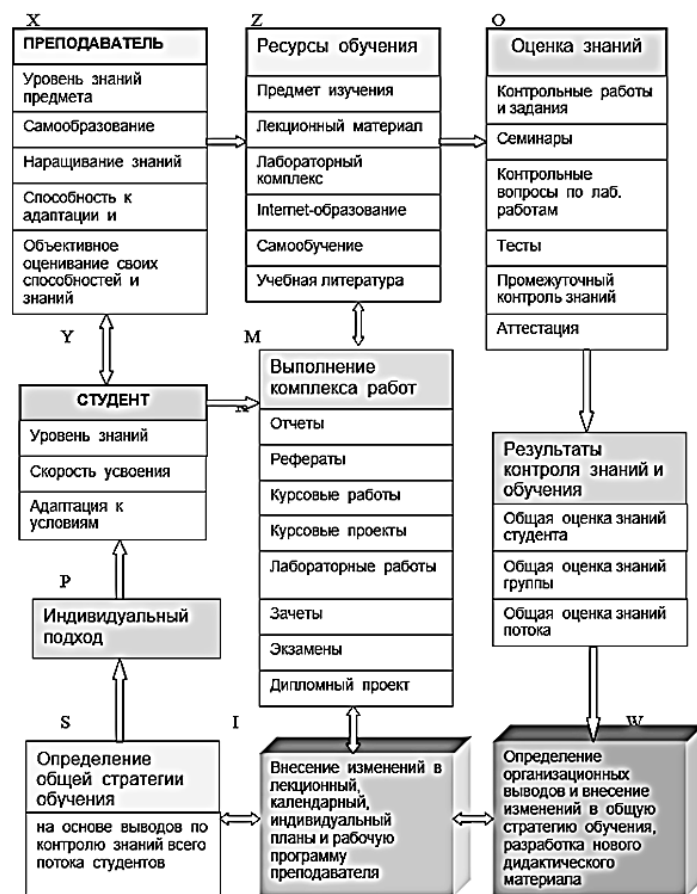 X
ПРЕПОДАВАТЕЛЬ
Уровень знаний
предмета
Самообразование
Наращивание знаний
Способность к
адаптации и
Объективное
оценивание своих
способностей и
знаний
Z
Ресурсы обучения
Предмет изучения
Лекционный материал
Лабораторный
комплекс
Internet-образование
Самообучение
Учебная литература
O
Оценка знаний
Контрольные работы
и задания
Семинары
Контрольные
вопросы по лаб.
работам
Тесты
Промежуточный
контроль знаний
Аттестация
Y
СТУДЕНТ
Уровень знаний
Скорость усвоения
Адаптация к
условиям
M
Выполнение
комплекса работ
Отчеты
Рефераты
Курсовые работы
Курсовые проекты
Лабораторные работы
Зачеты
Экзамены
Дипломный проект
Результаты
контроля знаний и
обучения
Общая оценка знаний
студента
Общая оценка знаний
группы
Общая оценка знаний
потока
P
Индивидуальный
подход
S
Определение
общей стратегии
обучения
на основе выводов по
контролю знаний всего
потока студентов
I
Внесение изменений в
лекционный,
календарный,
индивидуальный
планы и рабочую
программу
преподавателя
W
Определение
организационных
выводов и внесение
изменений в общую
стратегию обучения,
разработка нового
дидактического
материала